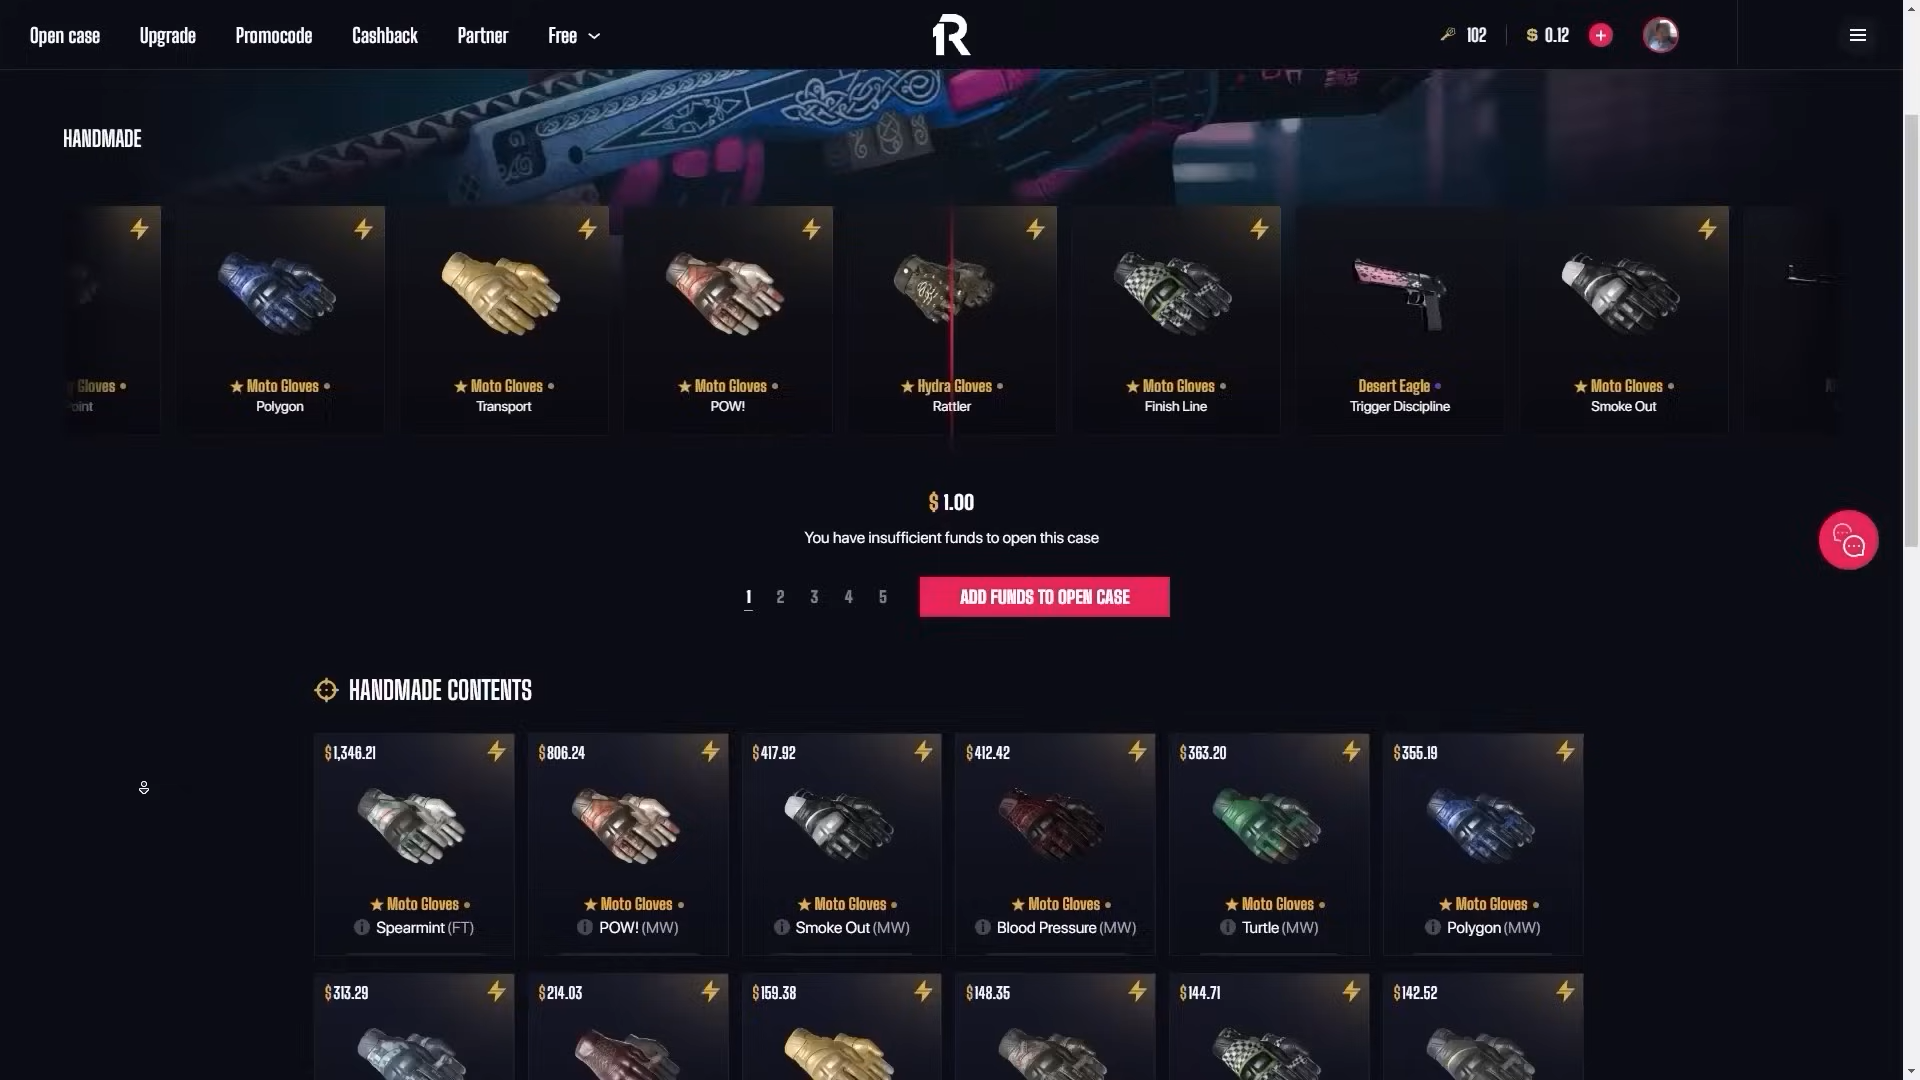 Open case Upgrade Promocode Cashback Partner Free
102 $ 0.12
HANDMADE
Gloves
Moto Gloves
Polygon
Moto Gloves
Transport
Moto Gloves
POW!
Hydra Gloves
Rattler
Moto Gloves
Finish Line
Desert Eagle
Trigger Discipline
Moto Gloves
Smoke Out
$ 1.00
You have insufficient funds to open this case
1 2 3 4 5
ADD FUNDS TO OPEN CASE
HANDMADE CONTENTS
$1,346.21
Moto Gloves
Spearmint (FT)
$806.24
Moto Gloves
POW! (MW)
$417.92
Moto Gloves
Smoke Out (MW)
$412.42
Moto Gloves
Blood Pressure (MW)
$363.20
Moto Gloves
Turtle (MW)
$355.19
Moto Gloves
Polygon (MW)
$313.29
$214.03
$159.38
$148.35
$144.71
$142.52